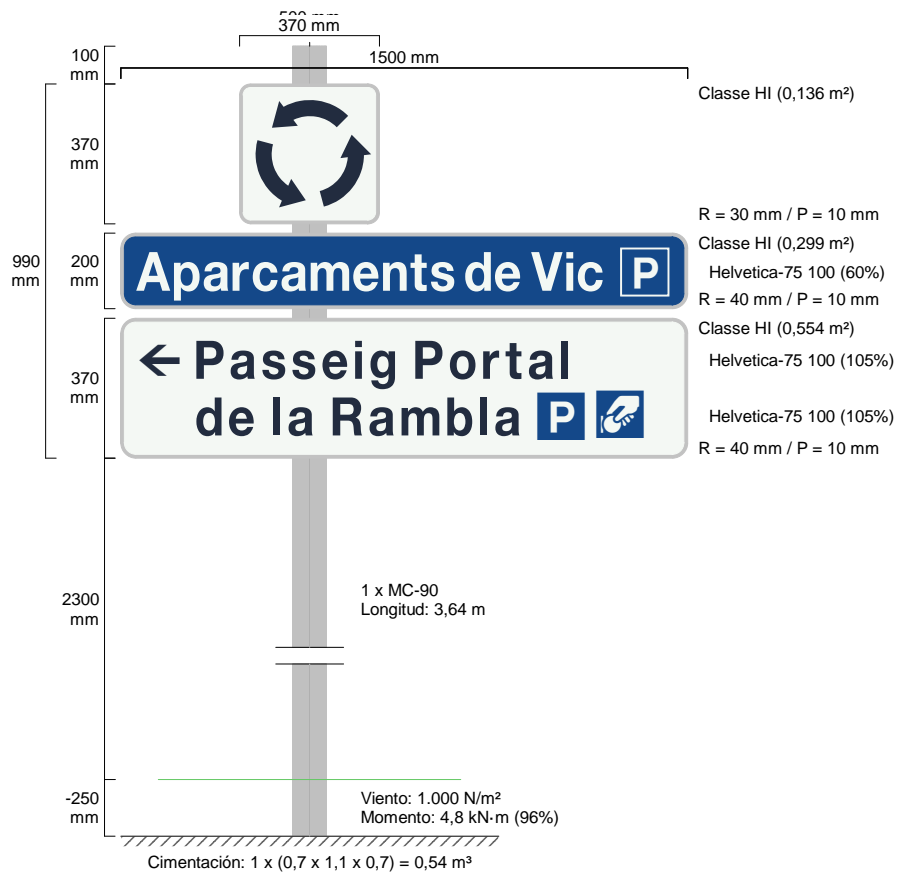 500 mm
370 mm
1500 mm
100 mm
Classe HI (0,136 m²)
370 mm
R = 30 mm / P = 10 mm
990 mm
200 mm
Aparcaments de Vic P
Classe HI (0,299 m²)
Helvetica-75 100 (60%)
R = 40 mm / P = 10 mm
Classe HI (0,554 m²)
370 mm
← Passeig Portal
Helvetica-75 100 (105%)
de la Rambla P
Helvetica-75 100 (105%)
R = 40 mm / P = 10 mm
2300 mm
1 x MC-90
Longitud: 3,64 m
-250 mm
Viento: 1.000 N/m²
Momento: 4,8 kN·m (96%)
Cimentación: 1 x (0,7 x 1,1 x 0,7) = 0,54 m³